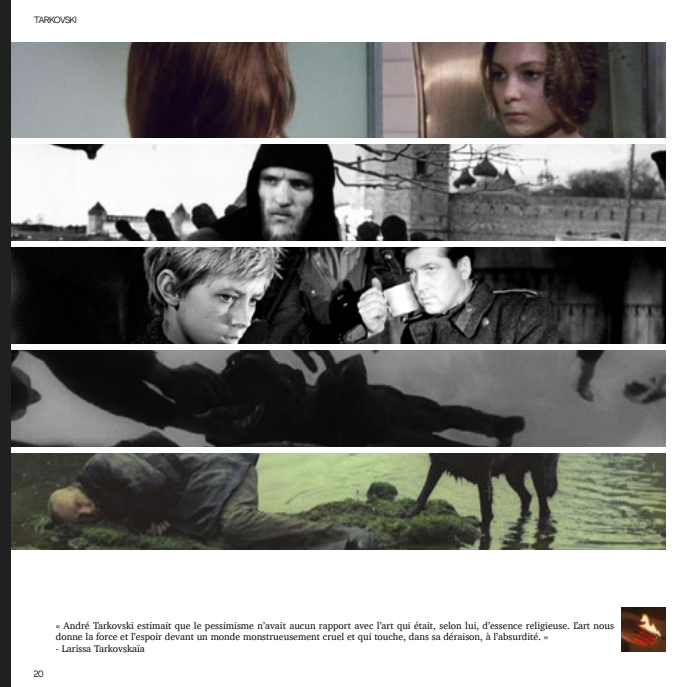 TARKOVSKI
« André Tarkovski estimait que le pessimisme n’avait aucun rapport avec l’art qui était, selon lui, d’essence religieuse. L’art nous
donne la force et l’espoir devant un monde monstrueusement cruel et qui touche, dans sa déraison, à l’absurdité. »
- Larissa Tarkovskaïa
20